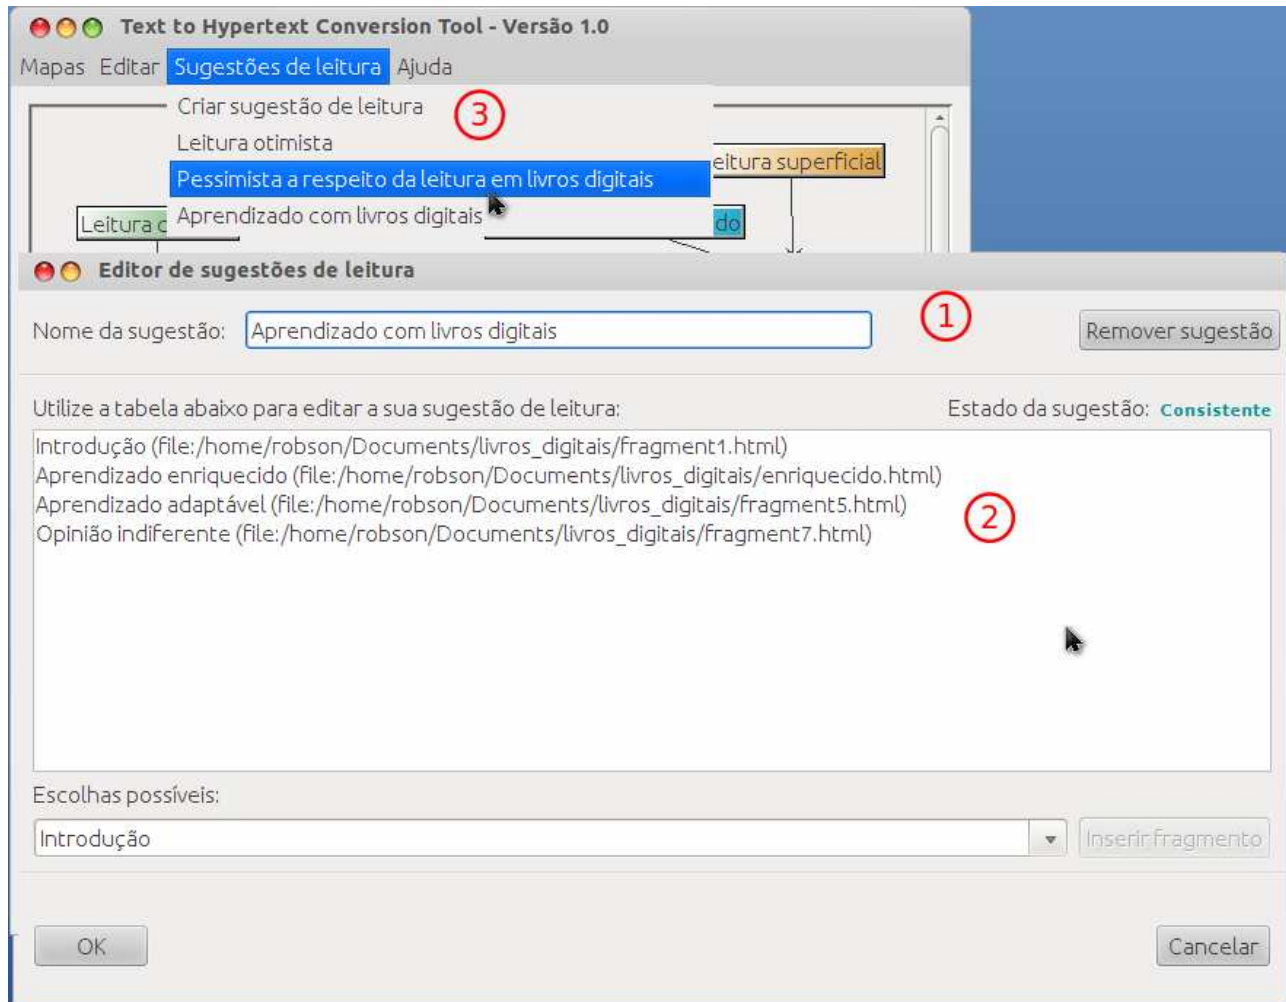 Text to Hypertext Conversion Tool - Versão 1.0
Mapas Editar Sugestões de leitura Ajuda
Criar sugestão de leitura
3
Leitura otimista
eitura superficial
Pessimista a respeito da leitura em livros digitais
Leitura
Aprendizado com livros digitais
do
Editor de sugestões de leitura
1
Nome da sugestão: Aprendizado com livros digitais Remover sugestão
Utilize a tabela abaixo para editar a sua sugestão de leitura: Estado da sugestão: Consistente
Introdução (file:/home/robson/Documents/livros_digitais/fragment1.html)
Aprendizado enriquecido (file:/home/robson/Documents/livros_digitais/enriquecido.html)
Aprendizado adaptável (file:/home/robson/Documents/livros_digitais/fragment5.html)
2
Opinião indiferente (file:/home/robson/Documents/livros_digitais/fragment7.html)
Escolhas possíveis:
Introdução Inserir fragmento
OK Cancelar